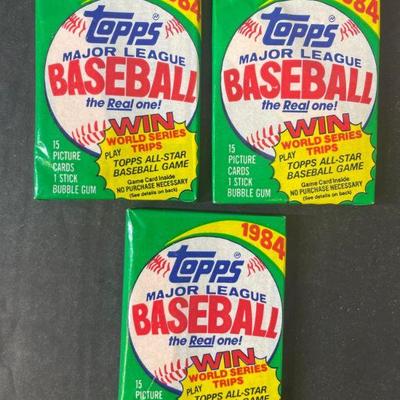 1984
TOPPS
MAJOR LEAGUE
BASEBALL
the Real one!
WIN
WORLD SERIES
TRIPS
15
PICTURE
CARDS
1 STICK
BUBBLE GUM
PLAY
TOPPS ALL-STAR
BASEBALL GAME
Game Card Inside
NO PURCHASE NECESSARY
(See details on back)
1984
TOPPS
MAJOR LEAGUE
BASEBALL
the Real one!
WIN
WORLD SERIES
TRIPS
15
PICTURE
CARDS
1 STICK
BUBBLE GUM
PLAY
TOPPS ALL-STAR
BASEBALL GAME
Game Card Inside
NO PURCHASE NECESSARY
(See details on back)
1984
TOPPS
MAJOR LEAGUE
BASEBALL
the Real one!
WIN
WORLD SERIES
TRIPS
15
PICTURE
PLAY
TOPPS ALL-STAR